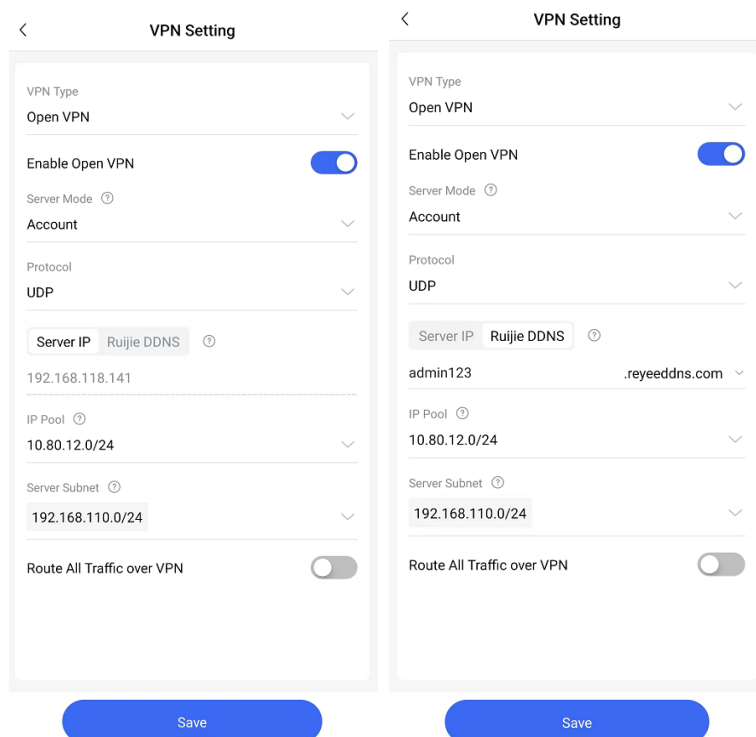 VPN Setting
VPN Type
Open VPN
Enable Open VPN
Server Mode ?
Account
Protocol
UDP
Server IP Ruijie DDNS ?
192.168.118.141
IP Pool ?
10.80.12.0/24
Server Subnet ?
192.168.110.0/24
Route All Traffic over VPN
Save
VPN Setting
VPN Type
Open VPN
Enable Open VPN
Server Mode ?
Account
Protocol
UDP
Server IP Ruijie DDNS ?
admin123 .reyeeddns.com
IP Pool ?
10.80.12.0/24
Server Subnet ?
192.168.110.0/24
Route All Traffic over VPN
Save